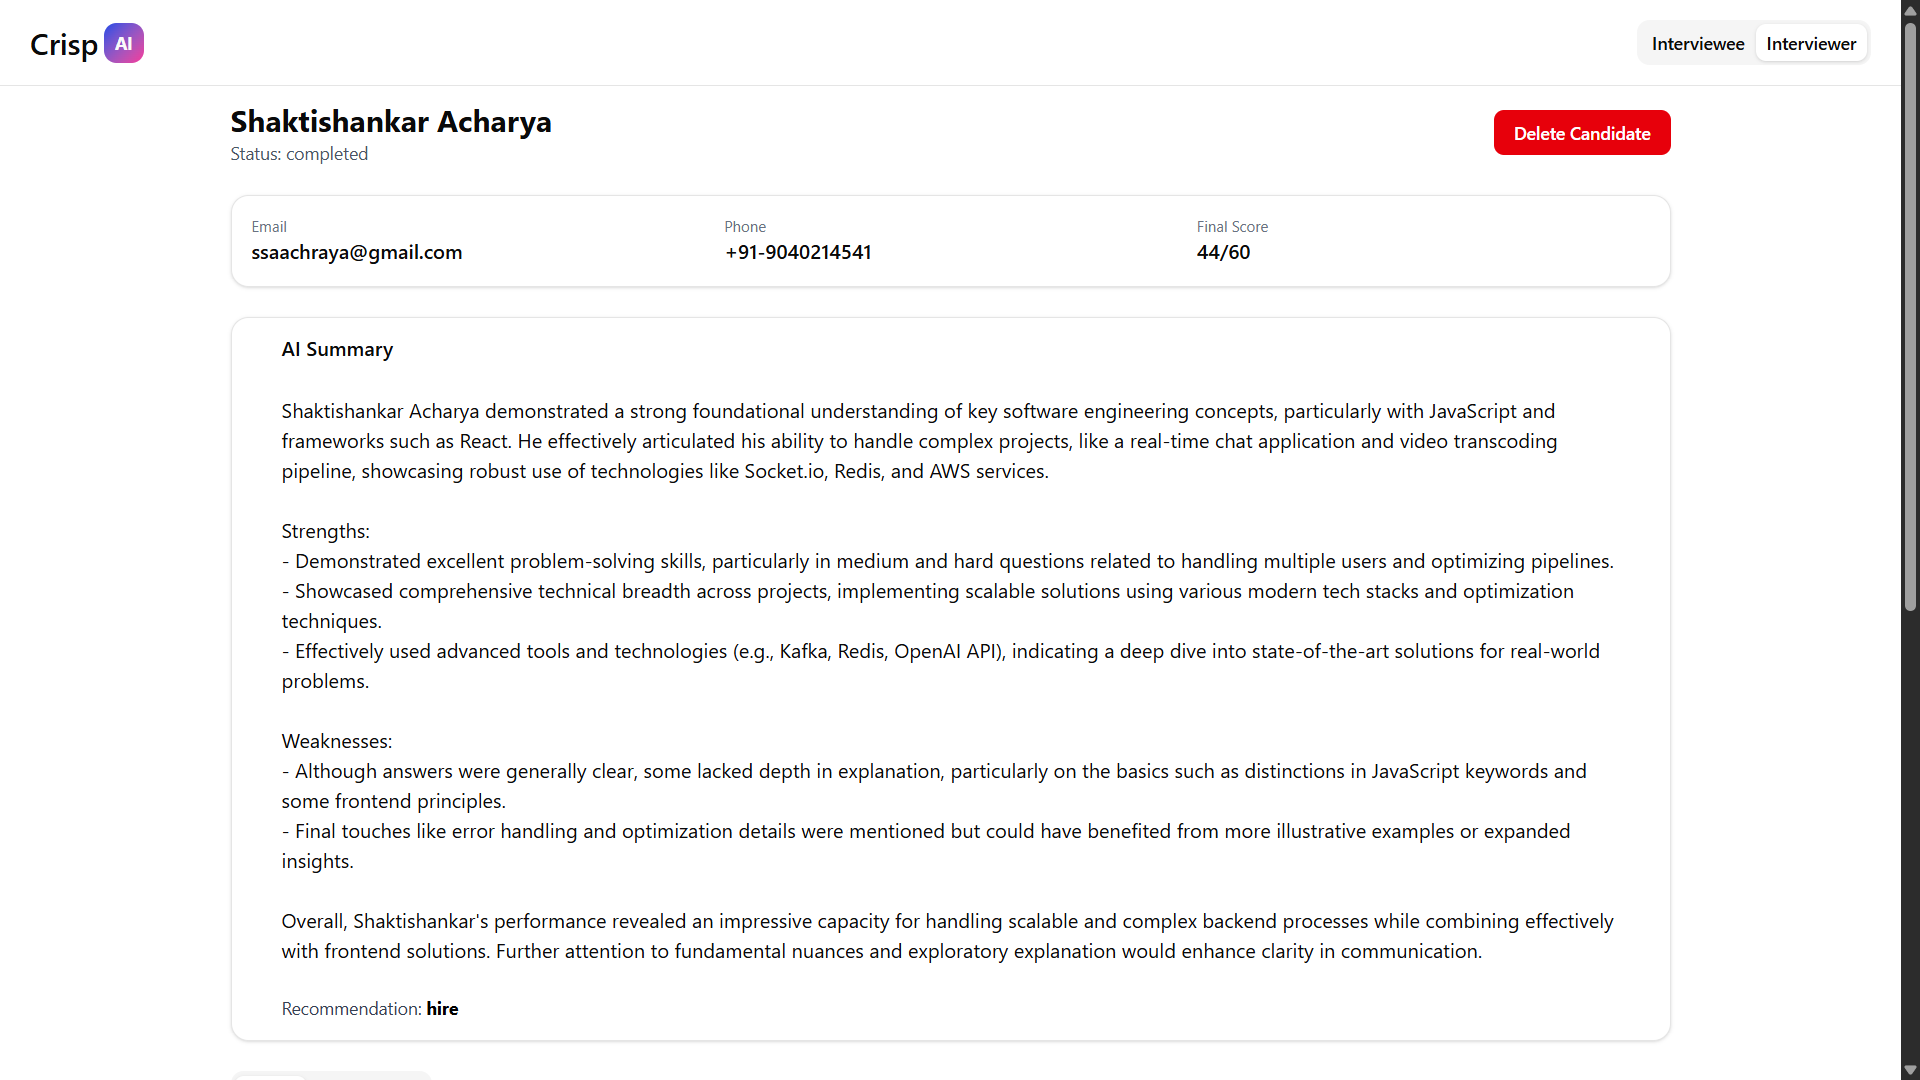 Crisp AI
Interviewee Interviewer
Shaktishankar Acharya
Delete Candidate
Status: completed
Email
ssaachraya@gmail.com
Phone
+91-9040214541
Final Score
44/60
AI Summary
Shaktishankar Acharya demonstrated a strong foundational understanding of key software engineering concepts, particularly with JavaScript and
frameworks such as React. He effectively articulated his ability to handle complex projects, like a real-time chat application and video transcoding
pipeline, showcasing robust use of technologies like Socket.io, Redis, and AWS services.
Strengths:
- Demonstrated excellent problem-solving skills, particularly in medium and hard questions related to handling multiple users and optimizing pipelines.
- Showcased comprehensive technical breadth across projects, implementing scalable solutions using various modern tech stacks and optimization
techniques.
- Effectively used advanced tools and technologies (e.g., Kafka, Redis, OpenAI API), indicating a deep dive into state-of-the-art solutions for real-world
problems.
Weaknesses:
- Although answers were generally clear, some lacked depth in explanation, particularly on the basics such as distinctions in JavaScript keywords and
some frontend principles.
- Final touches like error handling and optimization details were mentioned but could have benefited from more illustrative examples or expanded
insights.
Overall, Shaktishankar's performance revealed an impressive capacity for handling scalable and complex backend processes while combining effectively
with frontend solutions. Further attention to fundamental nuances and exploratory explanation would enhance clarity in communication.
Recommendation: hire